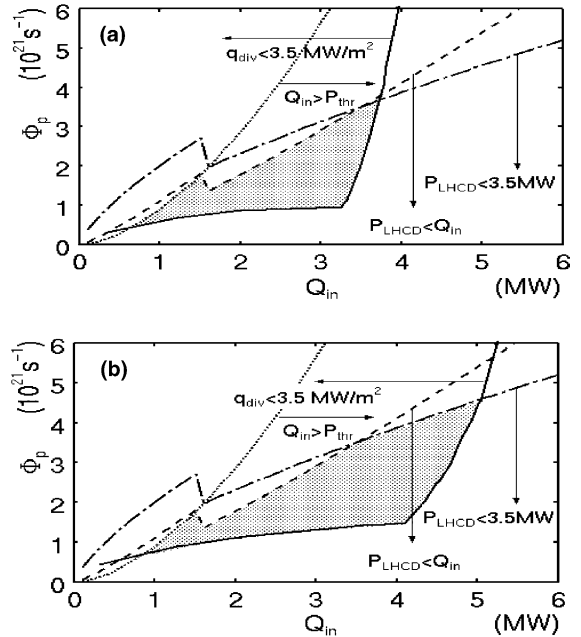 (a)
(10²¹s⁻¹)
Φₚ
6
5
4
3
2
1
0
q_div<3.5 MW/m²
Q_in>P_thr
P_LHCD<3.5MW
P_LHCD<Q_in
0 1 2 3 4 5 6
Q_in (MW)
(b)
(10²¹s⁻¹)
Φₚ
6
5
4
3
2
1
0
q_div<3.5 MW/m²
Q_in>P_thr
P_LHCD<3.5MW
P_LHCD<Q_in
0 1 2 3 4 5 6
Q_in (MW)